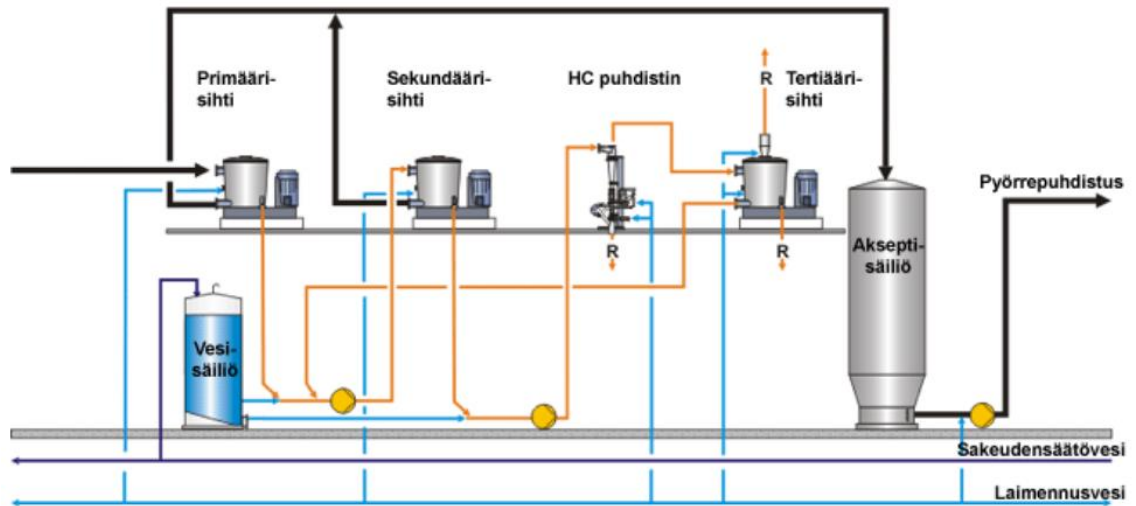 Primääri-
sihti
Sekundääri-
sihti
HC puhdistin
R
Tertiääri-
sihti
Pyörrepuhdistus
R
R
Aksepti-
säiliö
Vesi-
säiliö
Sakeudensäätövesi
Laimennusvesi